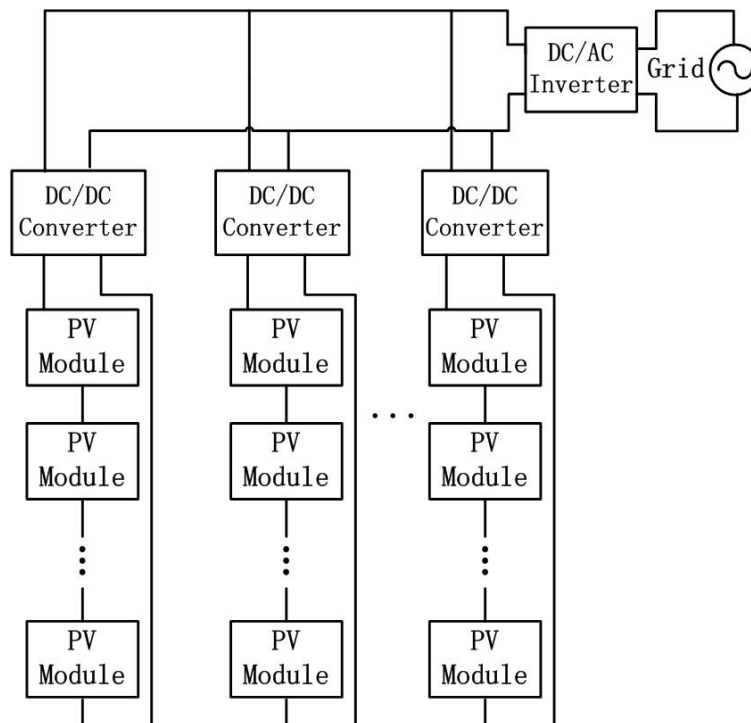 DC/AC
Inverter
Grid
DC/DC
Converter
DC/DC
Converter
DC/DC
Converter
PV
Module
PV
Module
PV
Module
PV
Module
PV
Module
PV
Module
PV
Module
PV
Module
PV
Module